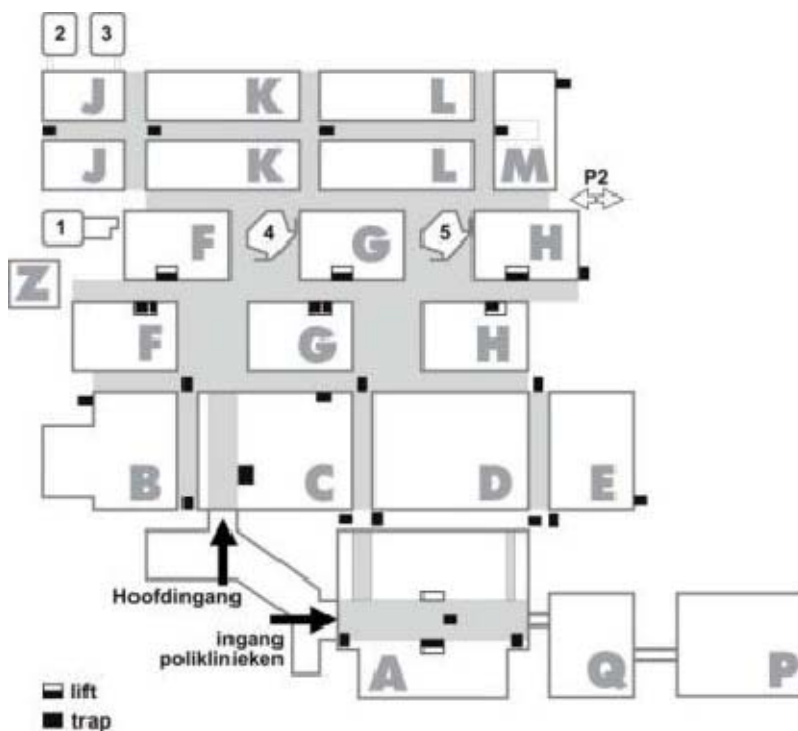 2 3
J K L
J K L M
P2
1 F 4 G 5 H
Z
F G H
B C D E
Hoofdingang
ingang
poliklinieken
A Q P
lift
trap